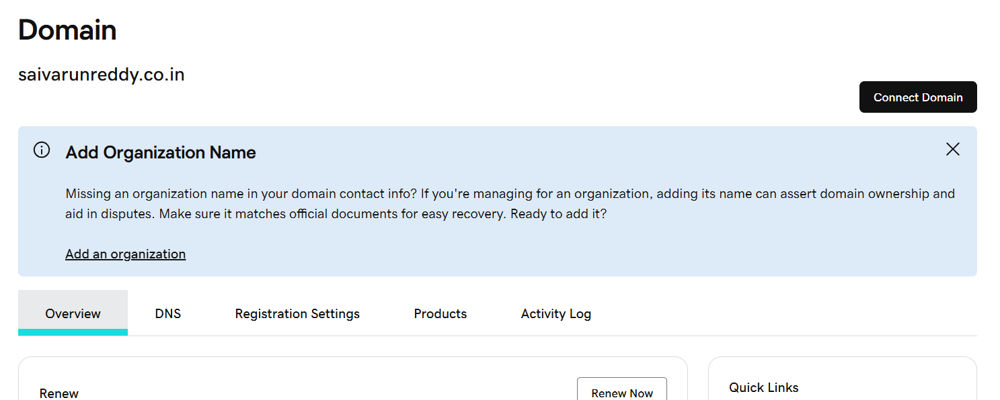 Domain
saivarunreddy.co.in
Connect Domain
Add Organization Name
Missing an organization name in your domain contact info? If you're managing for an organization, adding its name can assert domain ownership and
aid in disputes. Make sure it matches official documents for easy recovery. Ready to add it?
Add an organization
Overview DNS Registration Settings Products Activity Log
Renew Renew Now Quick Links